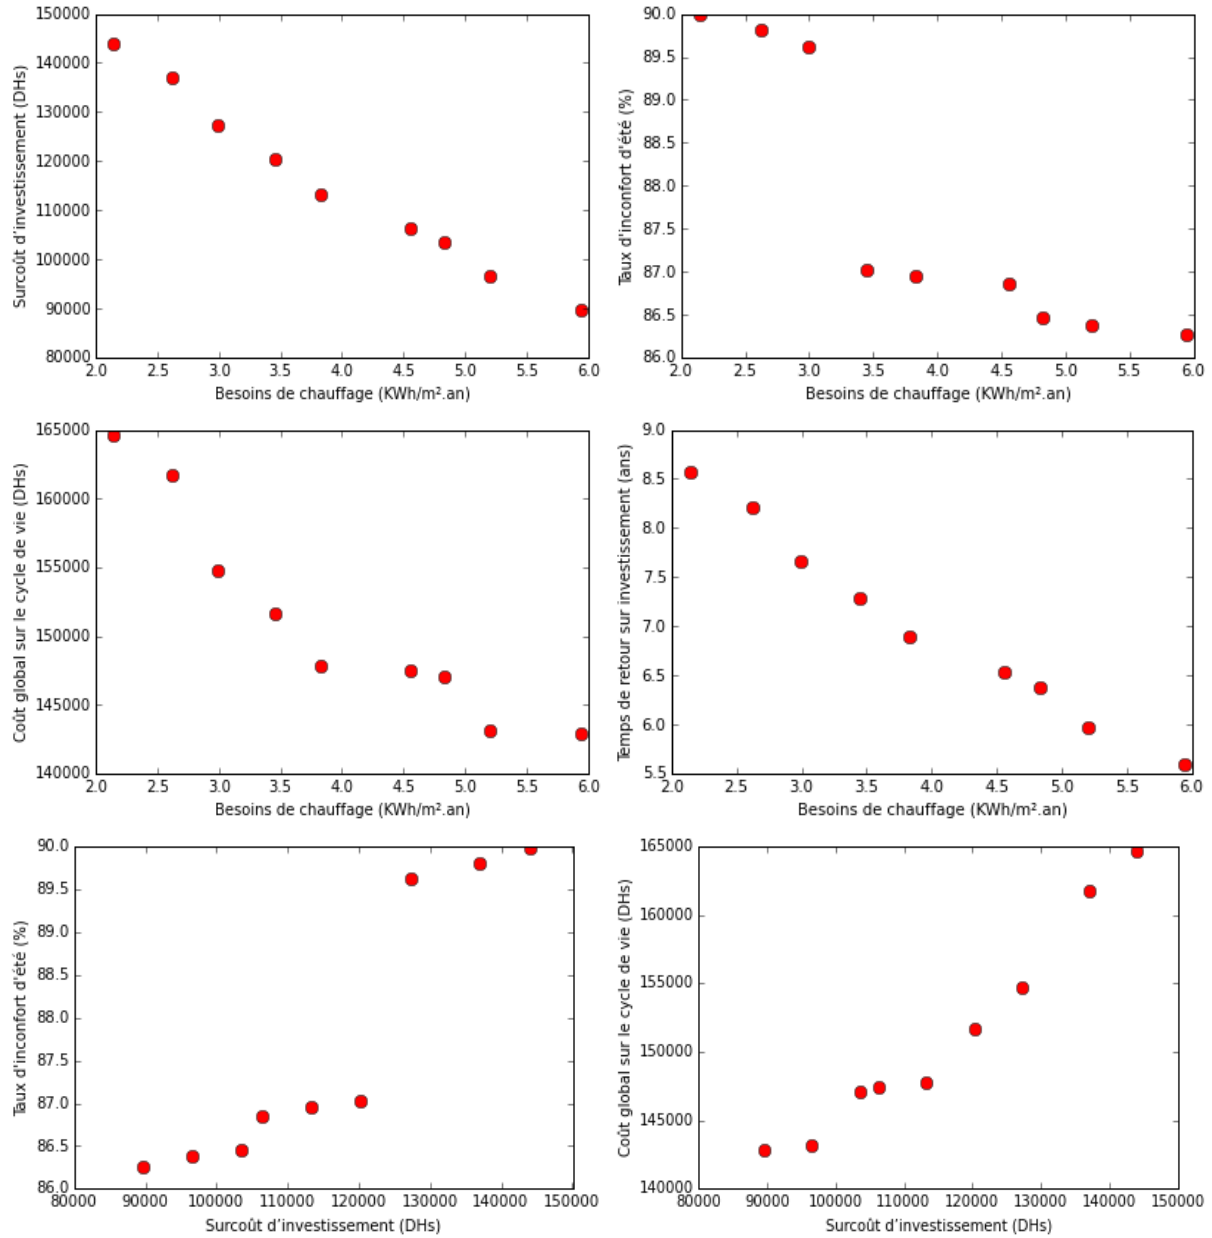 Surcoût d’investissement (DHs)
150000
140000
130000
120000
110000
100000
90000
80000
2.0 2.5 3.0 3.5 4.0 4.5 5.0 5.5 6.0
Besoins de chauffage (KWh/m².an)
Taux d'inconfort d'été (%)
90.0
89.5
89.0
88.5
88.0
87.5
87.0
86.5
86.0
2.0 2.5 3.0 3.5 4.0 4.5 5.0 5.5 6.0
Besoins de chauffage (KWh/m².an)
Coût global sur le cycle de vie (DHs)
165000
160000
155000
150000
145000
140000
2.0 2.5 3.0 3.5 4.0 4.5 5.0 5.5 6.0
Besoins de chauffage (KWh/m².an)
Temps de retour sur investissement (ans)
9.0
8.5
8.0
7.5
7.0
6.5
6.0
5.5
2.0 2.5 3.0 3.5 4.0 4.5 5.0 5.5 6.0
Besoins de chauffage (KWh/m².an)
Taux d'inconfort d'été (%)
90.0
89.5
89.0
88.5
88.0
87.5
87.0
86.5
86.0
80000 90000 100000 110000 120000 130000 140000 150000
Surcoût d’investissement (DHs)
Coût global sur le cycle de vie (DHs)
165000
160000
155000
150000
145000
140000
80000 90000 100000 110000 120000 130000 140000 150000
Surcoût d’investissement (DHs)